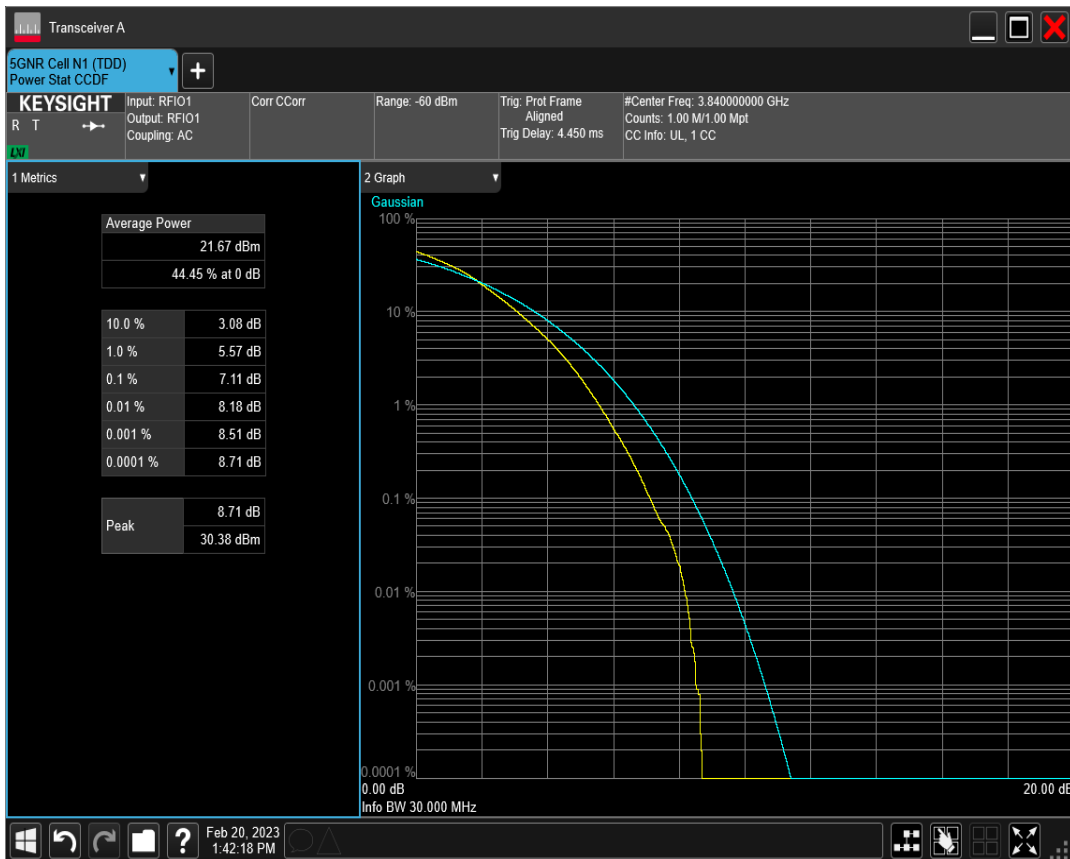 Transceiver A
5GNR Cell N1 (TDD)
Power Stat CCDF
+
KEYSIGHT
R T
LXI
Input: RFIO1
Output: RFIO1
Coupling: AC
Corr CCorr
Range: -60 dBm
Trig: Prot Frame
Aligned
Trig Delay: 4.450 ms
#Center Freq: 3.840000000 GHz
Counts: 1.00 M/1.00 Mpt
CC Info: UL, 1 CC
1 Metrics
Average Power
21.67 dBm
44.45 % at 0 dB
10.0 % 3.08 dB
1.0 % 5.57 dB
0.1 % 7.11 dB
0.01 % 8.18 dB
0.001 % 8.51 dB
0.0001 % 8.71 dB
Peak
8.71 dB
30.38 dBm
2 Graph
Gaussian
100 %
10 %
1 %
0.1 %
0.01 %
0.001 %
0.0001 %
0.00 dB 20.00 dB
Info BW 30.000 MHz
?
Feb 20, 2023
1:42:18 PM